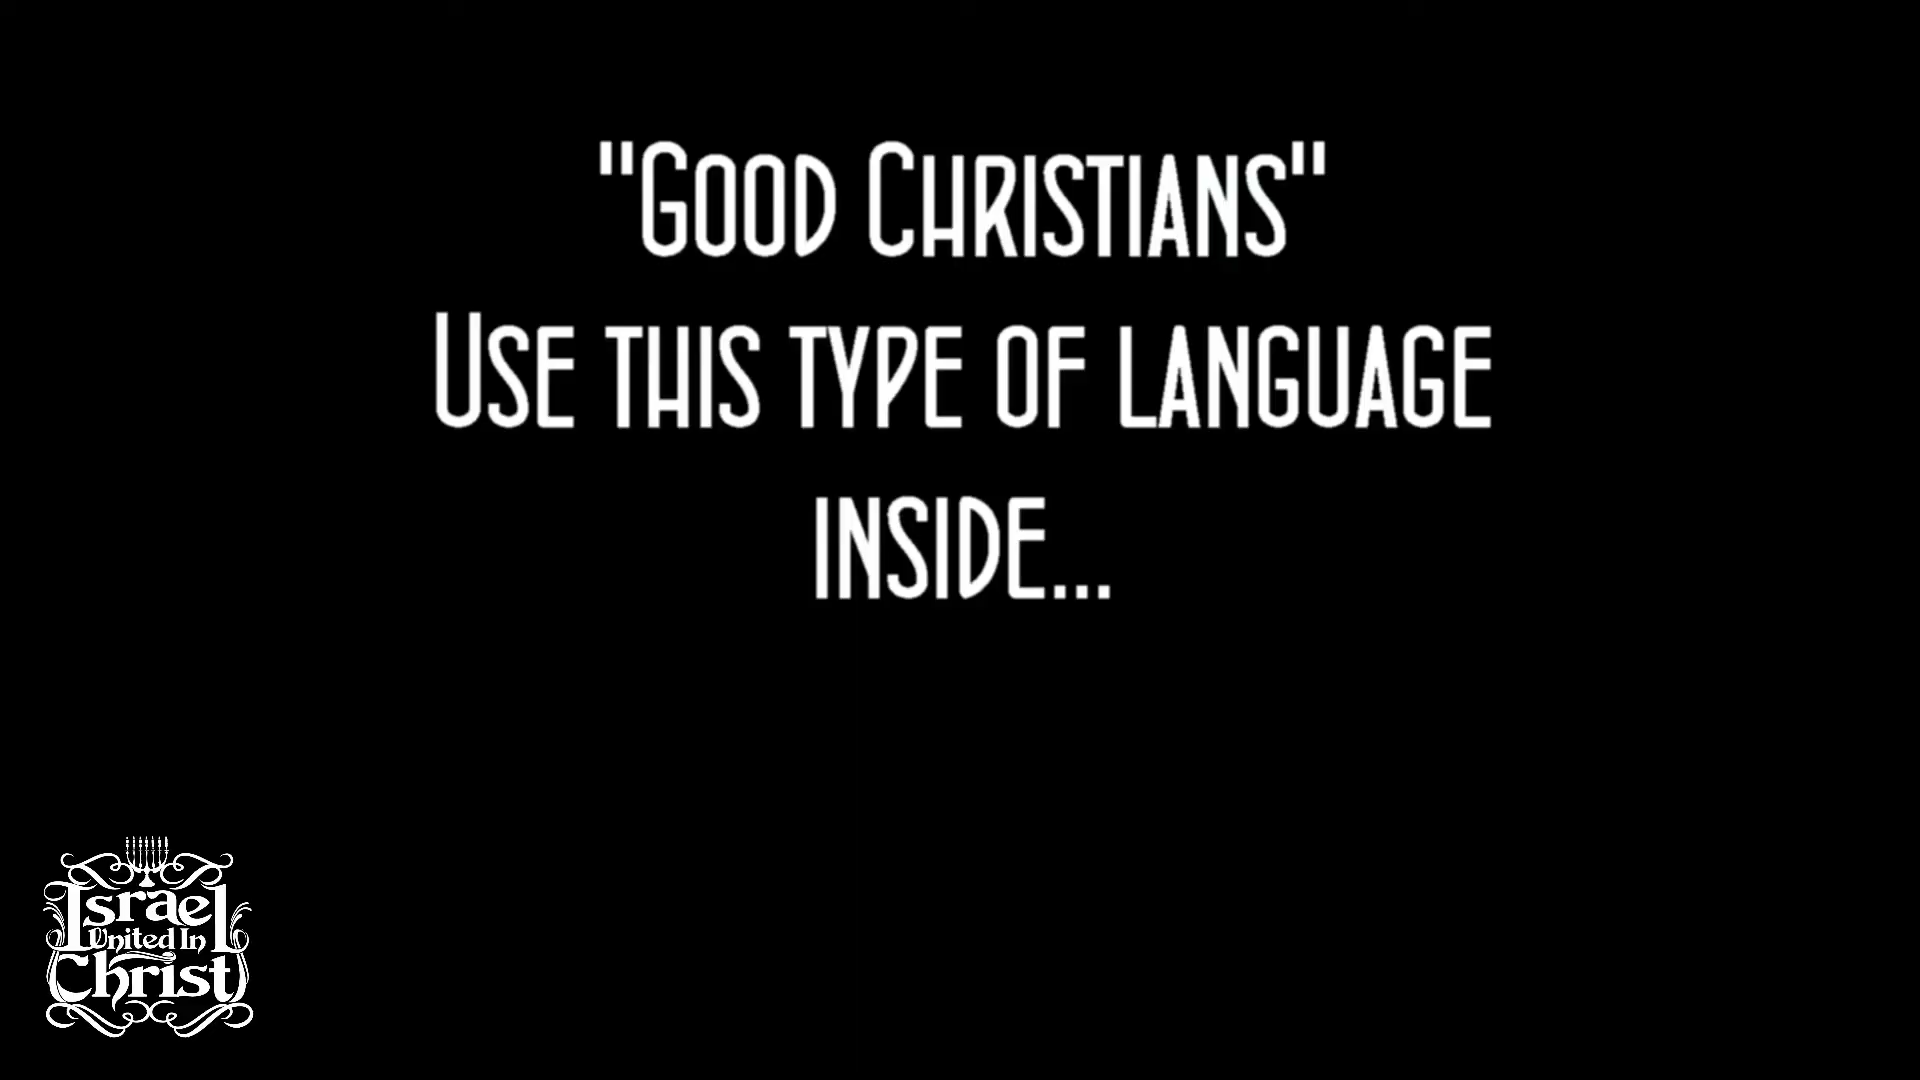 "Good Christians"
Use this type of language
inside...
Israel
United In
Christ